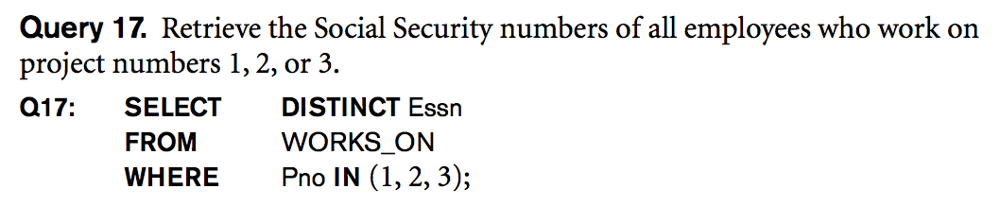 Query 17. Retrieve the Social Security numbers of all employees who work on
project numbers 1, 2, or 3.
Q17: SELECT DISTINCT Essn
FROM WORKS_ON
WHERE Pno IN (1, 2, 3);